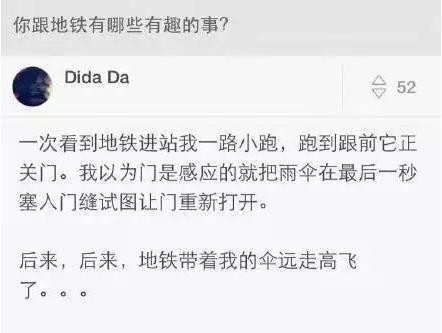 你跟地铁有哪些有趣的事?
Dida Da
52
一次看到地铁进站我一路小跑，跑到跟前它正
关门。我以为门是感应的就把雨伞在最后一秒
塞入门缝试图让门重新打开。
后来，后来，地铁带着我的伞远走高飞
了。。。